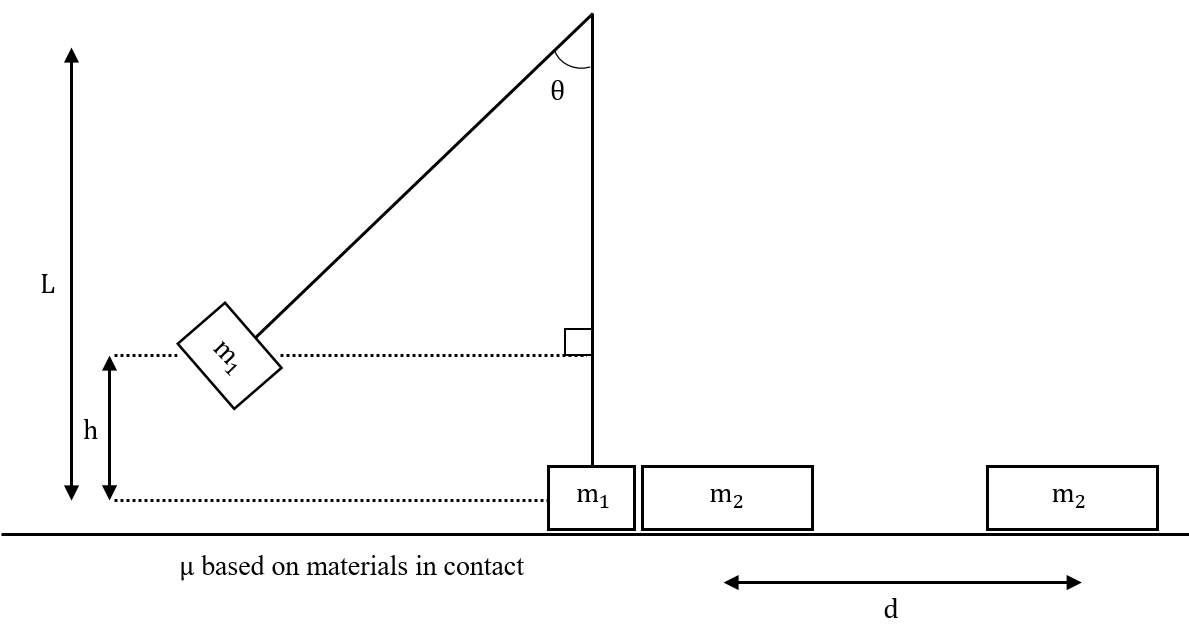 θ
L
m₁
h
m₁
m₂
m₂
μ based on materials in contact
d